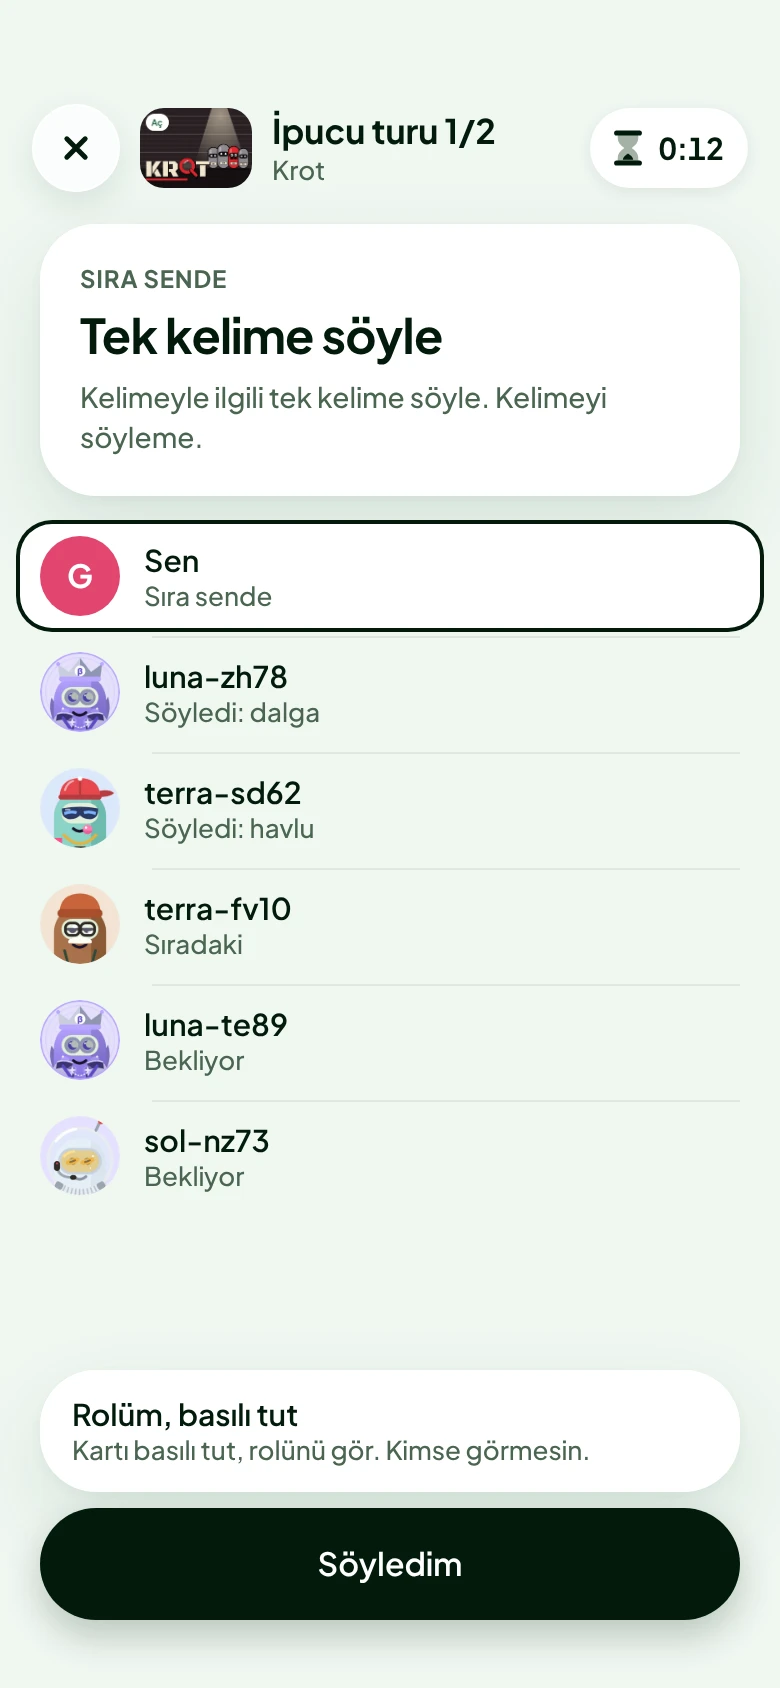 Aç
KROT
İpucu turu 1/2
Krot
0:12
SIRA SENDE
Tek kelime söyle
Kelimeyle ilgili tek kelime söyle. Kelimeyi
söyleme.
G
Sen
Sıra sende
luna-zh78
Söyledi: dalga
terra-sd62
Söyledi: havlu
terra-fv10
Sıradaki
β
luna-te89
Bekliyor
sol-nz73
Bekliyor
Rolüm, basılı tut
Kartı basılı tut, rolünü gör. Kimse görmesin.
Söyledim